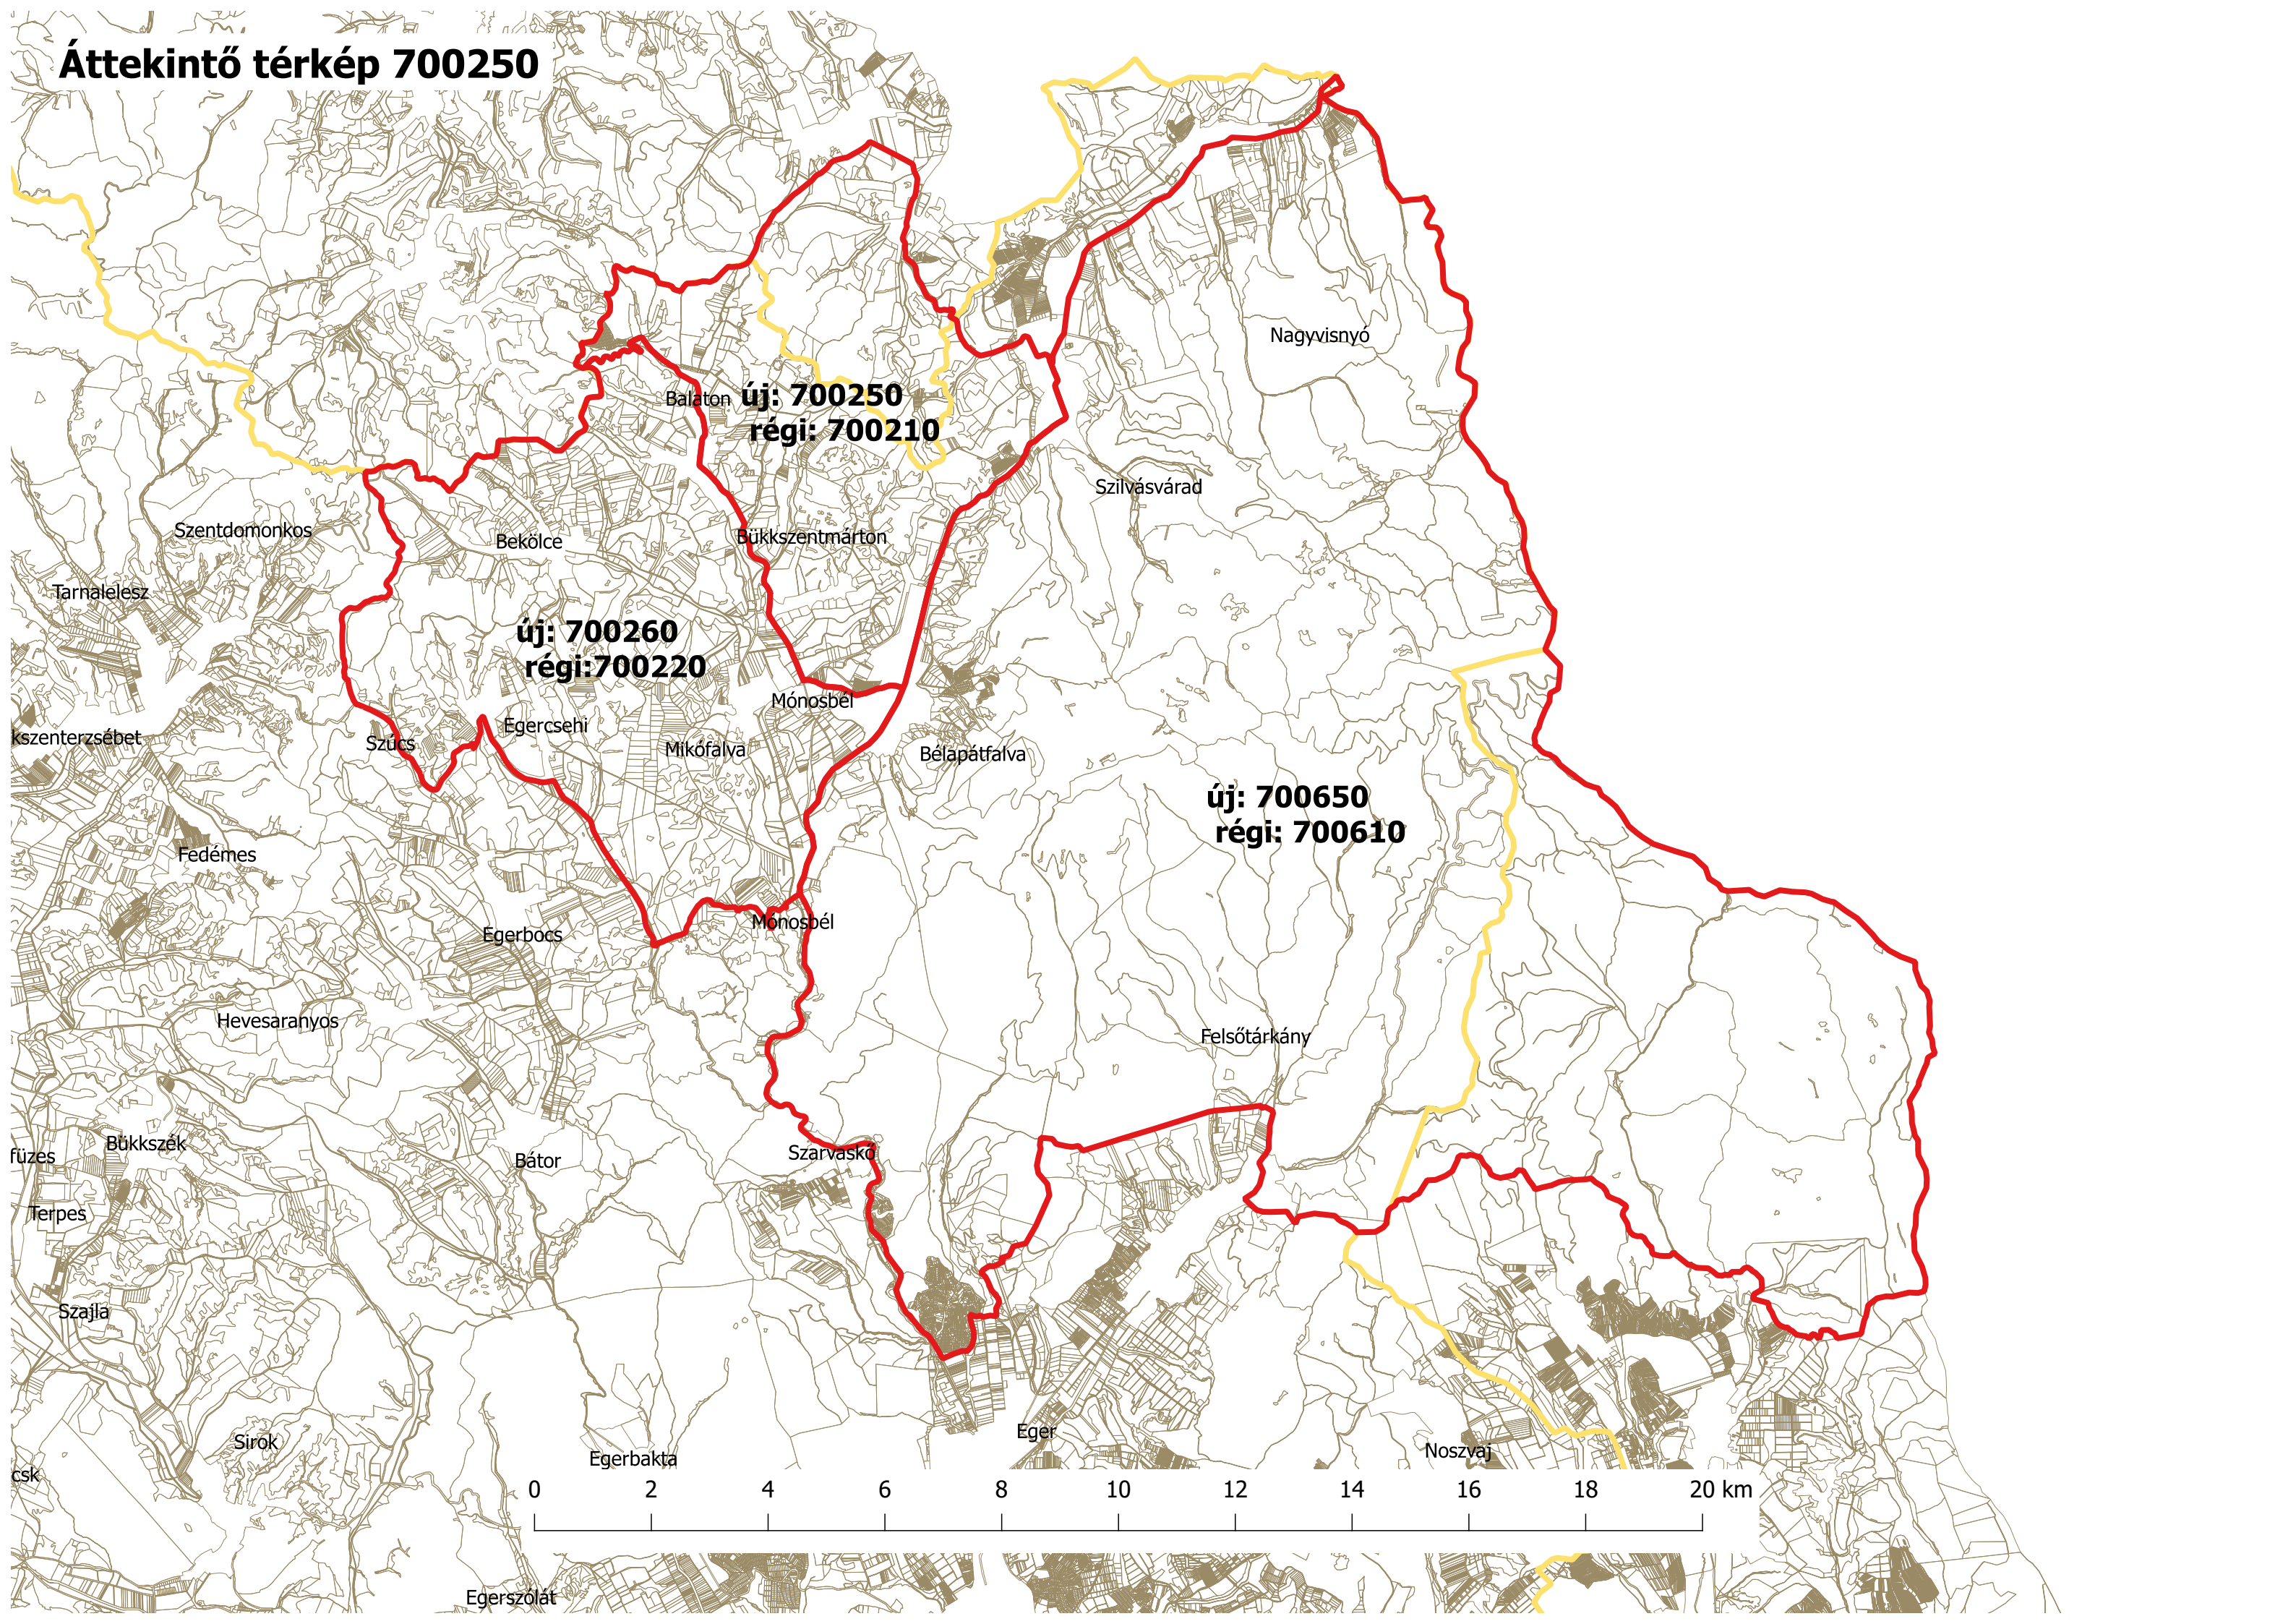 Áttekintő térkép 700250
Nagyvisnyó
Balaton
új: 700250
régi: 700210
Szilvásvárad
Szentdomonkos
Bekölce
Bükkszentmárton
Tarnalelesz
új: 700260
régi:700220
Mónosbél
Egercsehi
kszenterzsébet
Szúcs
Mikófalva
Bélapátfalva
új: 700650
régi: 700610
Fedémes
Mónosbél
Egerbocs
Hevesaranyos
Felsőtárkány
Bükkszék
füzes
Bátor
Szarvaskő
Terpes
Szajla
Eger
Sirok
Noszvaj
Egerbakta
csk
0 2 4 6 8 10 12 14 16 18 20 km
Egerszólát